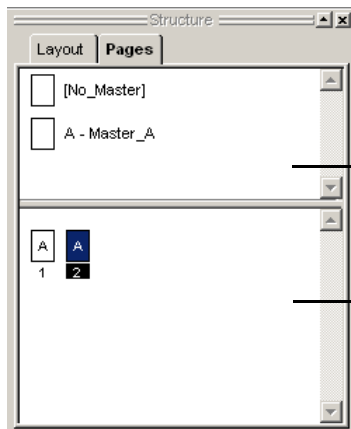 Structure
Layout Pages
[No_Master]
A - Master_A
A A
1 2